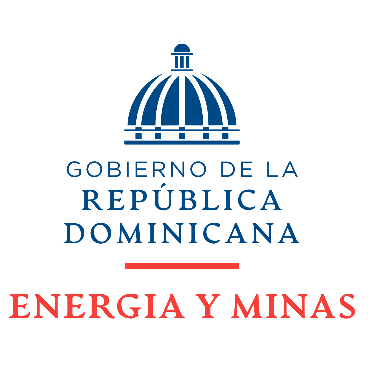 GOBIERNO DE LA
REPÚBLICA
DOMINICANA
ENERGIA Y MINAS